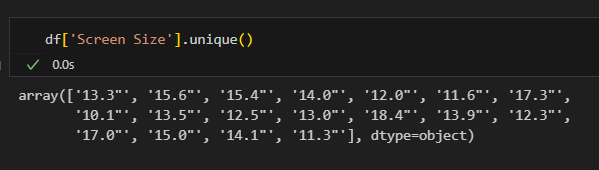 df['Screen Size'].unique()
0.0s
array(['13.3"', '15.6"', '15.4"', '14.0"', '12.0"', '11.6"', '17.3"',
'10.1"', '13.5"', '12.5"', '13.0"', '18.4"', '13.9"', '12.3"',
'17.0"', '15.0"', '14.1"', '11.3"'], dtype=object)